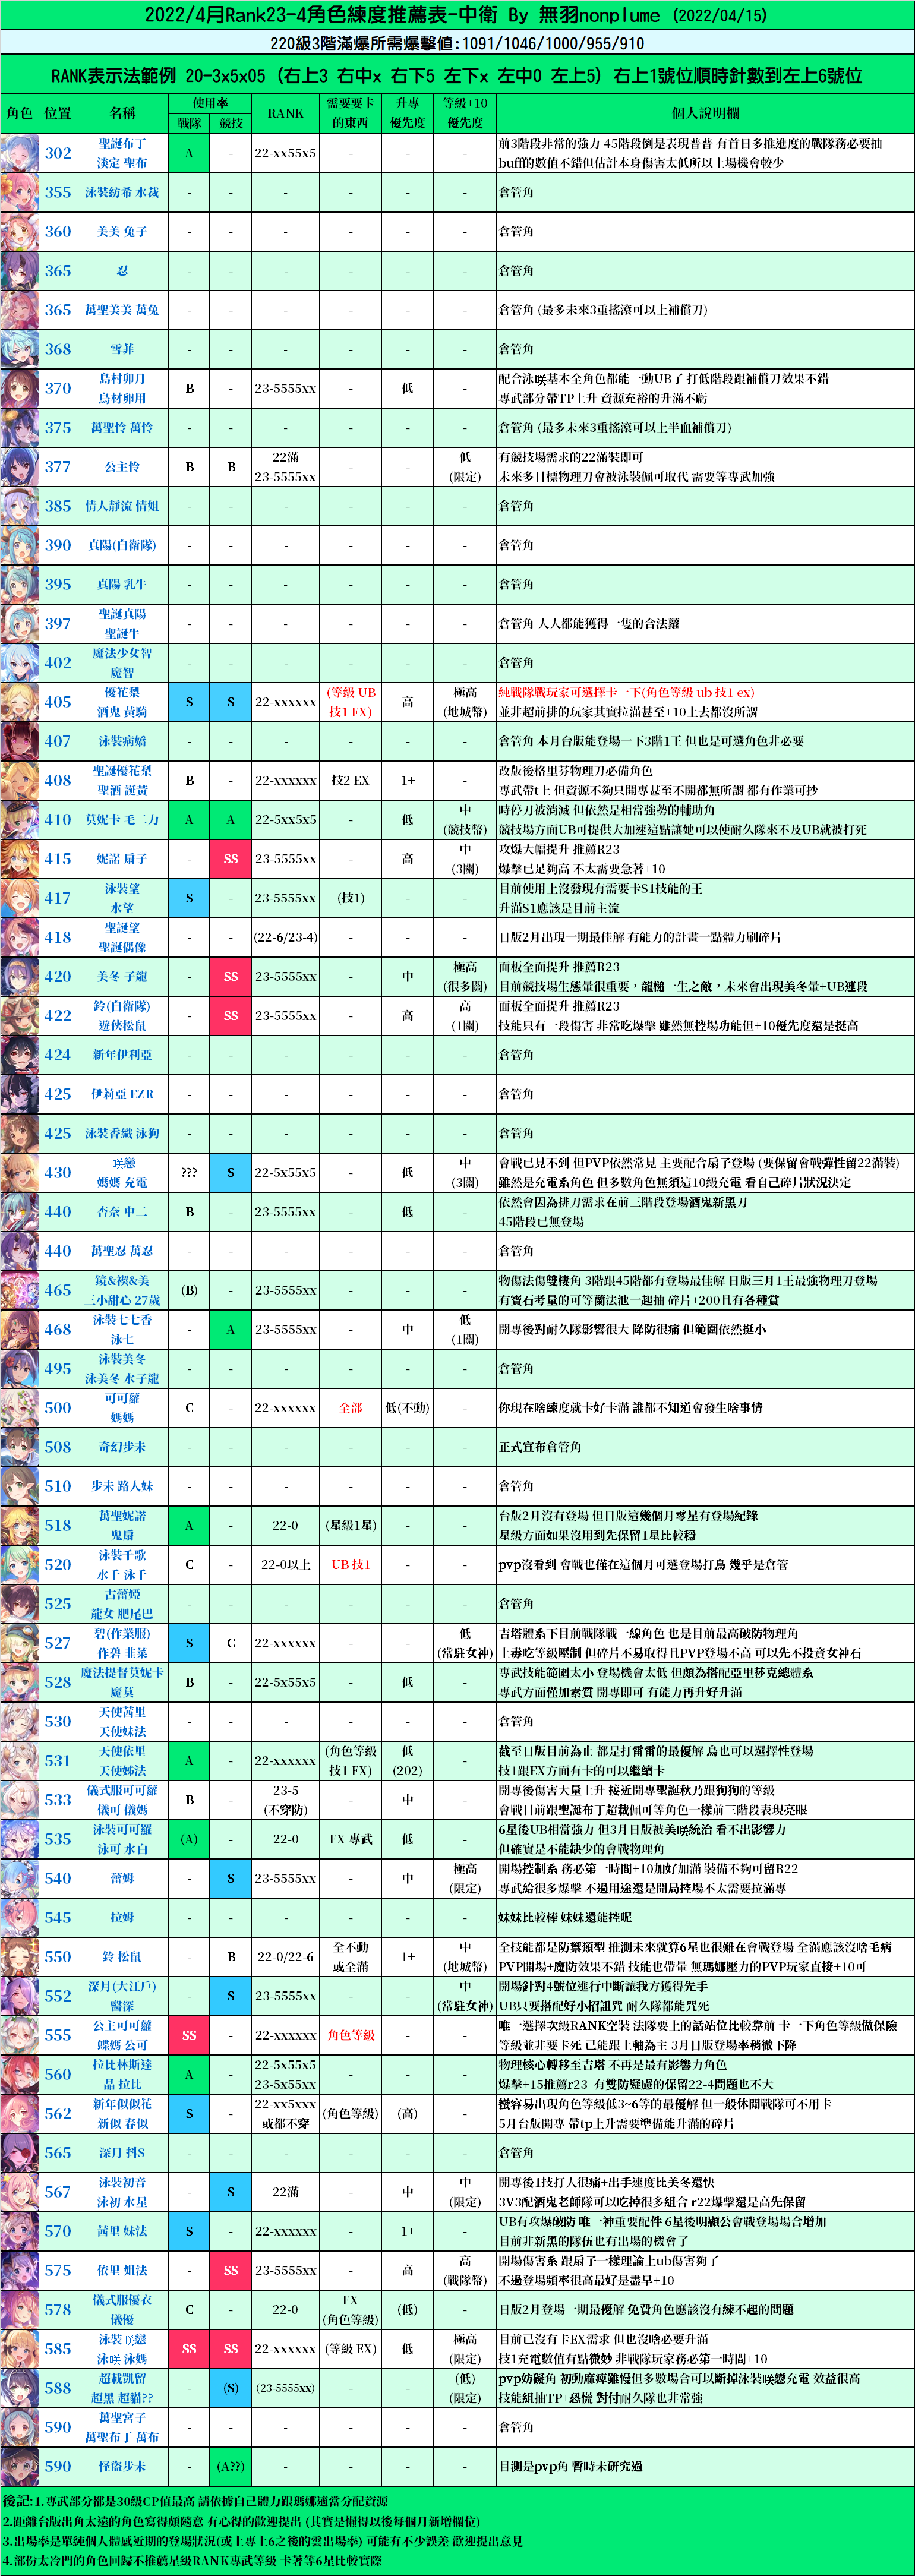 2022/4月Rank23-4角色練度推薦表-中衛 By 無羽nonplume (2022/04/15)
220級3階滿爆所需爆擊值:1091/1046/1000/955/910
RANK表示法範例 20-3x5x05 (右上3 右中x 右下5 左下x 左中0 左上5) 右上1號位順時針數到左上6號位
角色 位置 名稱 使用率 戰隊 競技 RANK 需要要卡的東西 升專優先度 等級+10優先度 個人說明欄
302 聖誕布丁 淡定 聖布 A - 22-xx55x5 - - - 前3階段非常的強力 45階段倒是表現普普 有首日多推進度的戰隊務必要抽
buff的數值不錯但估計本身傷害太低所以上場機會較少
355 泳裝紡希 水裁 - - - - - - 倉管角
360 美美 兔子 - - - - - - 倉管角
365 忍 - - - - - - 倉管角
365 萬聖美美 萬兔 - - - - - - 倉管角 (最多未來3重搖滾可以上補償刀)
368 雪菲 - - - - - - 倉管角
370 島村卯月 島材卵用 B - 23-5555xx - 低 - 配合泳咲基本全角色都能一動UB了 打低階段跟補償刀效果不錯
專武部分帶TP上升 資源充裕的升滿不虧
375 萬聖怜 萬怜 - - - - - - 倉管角 (最多未來3重搖滾可以上半血補償刀)
377 公主怜 B B 22滿 23-5555xx - - 低 (限定) 有競技場需求的22滿裝即可
未來多目標物理刀會被泳裝佩可取代 需要等專武加強
385 情人靜流 情姐 - - - - - - 倉管角
390 真陽(自衛隊) - - - - - - 倉管角
395 真陽 乳牛 - - - - - - 倉管角
397 聖誕真陽 聖誕牛 - - - - - - 倉管角 人人都能獲得一隻的合法蘿
402 魔法少女智 魔智 - - - - - - 倉管角
405 優花梨 酒鬼 黃騎 S S 22-xxxxxx (等級 UB 技1 EX) 高 極高 (地城幣) 純戰隊戰玩家可選擇卡一下(角色等級 ub 技1 ex)
並非超前排的玩家其實拉滿甚至+10上去都沒所謂
407 泳裝病嬌 - - - - - - 倉管角 本月台版能登場一下3階1王 但也是可選角色非必要
408 聖誕優花梨 聖酒 誕黃 B - 22-xxxxxx 技2 EX 1+ - 改版後格里芬物理刀必備角色
專武帶t上 但資源不夠只開專甚至不開都無所謂 都有作業可抄
410 莫妮卡 毛二力 A A 22-5xx5x5 - 低 中 (競技幣) 時停刀被消滅 但依然是相當強勢的輔助角
競技場方面UB可提供大加速這點讓她可以使耐久隊來不及UB就被打死
415 妮諾 扇子 - SS 23-5555xx - 高 中 (3關) 攻爆大幅提升 推薦R23
爆擊已足夠高 不太需要急著+10
417 泳裝望 水望 S - 23-5555xx (技1) - - 目前使用上沒發現有需要卡S1技能的王
升滿S1應該是目前主流
418 聖誕望 聖誕偶像 - - (22-6/23-4) - - - 日版2月出現一期最佳解 有能力的計畫一點體力刷碎片
420 美冬 子龍 - SS 23-5555xx - 中 極高 (很多關) 面板全面提升 推薦R23
目前競技場生態暈很重要，龍槌一生之敵，未來會出現美冬暈+UB連段
422 鈴(自衛隊) 遊俠松鼠 - SS 23-5555xx - 高 高 (1關) 面板全面提升 推薦R23
技能只有一段傷害 非常吃爆擊 雖然無控場功能但+10優先度還是挺高
424 新年伊利亞 - - - - - - 倉管角
425 伊莉亞 EZR - - - - - - 倉管角
425 泳裝香織 泳狗 - - - - - - 倉管角
430 咲戀 媽媽 充電 ??? S 22-5x55x5 - 低 中 (3關) 會戰已見不到 但PVP依然常見 主要配合扇子登場 (要保留會戰彈性留22滿裝)
雖然是充電系角色 但多數角色無須這10級充電 看自己碎片狀況決定
440 杏奈 中二 B - 23-5555xx - 低 - 依然會因為排刀需求在前三階段登場酒鬼新黑刀
45階段已無登場
440 萬聖忍 萬忍 - - - - - - 倉管角
465 鏡&禊&美 三小甜心 27歲 (B) - 23-5555xx - - - 物傷法傷雙棲角 3階跟45階都有登場最佳解 日版三月1王最強物理刀登場
有寶石考量的可等蘭法池一起抽 碎片+200且有各種賞
468 泳裝七七香 泳七 - A 23-5555xx - 中 低 (1關) 開專後對耐久隊影響很大 降防很痛 但範圍依然挺小
495 泳裝美冬 泳美冬 水子龍 - - - - - - 倉管角
500 可可蘿 媽媽 C - 22-xxxxxx 全部 低(不動) - 你現在啥練度就卡好卡滿 誰都不知道會發生啥事情
508 奇幻步未 - - - - - - 正式宣布倉管角
510 步未 路人妹 - - - - - - 倉管角
518 萬聖妮諾 鬼扇 A - 22-0 (星級1星) - - 台版2月沒有登場 但日版這幾個月零星有登場紀錄
星級方面如果沒用到先保留1星比較穩
520 泳裝千歌 水千 泳千 C - 22-0以上 UB 技1 - - pvp沒看到 會戰也僅在這個月可選登場打鳥 幾乎是倉管
525 古蕾婭 龍女 肥尾巴 - - - - - - 倉管角
527 碧(作業服) 作碧 韭菜 S C 22-xxxxxx - - 低 (常駐女神) 吉塔體系下目前戰隊戰一線角色 也是目前最高破防物理角
上毒吃等級壓制 但碎片不易取得且PVP登場不高 可以先不投資女神石
528 魔法提督莫妮卡 魔莫 B - 22-5x55x5 - 低 - 專武技能範圍太小 登場機會太低 但頗為搭配亞里莎克總體系
專武方面僅加素質 開專即可 有能力再升好升滿
530 天使茜里 天使妹法 - - - - - - 倉管角
531 天使依里 天使姊法 A - 22-xxxxxx (角色等級 技1 EX) 低 (202) - 截至日版目前為止 都是打雷雷的最優解 鳥也可以選擇性登場
技1跟EX方面有卡的可以繼續卡
533 儀式服可可蘿 儀可 儀媽 B - 23-5 (不穿防) - 中 - 開專後傷害大量上升 接近開專聖誕秋乃跟狗狗的等級
會戰目前跟聖誕布丁超載佩可等角色一樣前三階段表現亮眼
535 泳裝可可蘿 泳可 水白 (A) - 22-0 EX 專武 低 - 6星後UB相當強力 但3月日版被美咲統治 看不出影響力
但確實是不能缺少的會戰物理角
540 蕾姆 - S 23-5555xx - 中 極高 (限定) 開場控制系 務必第一時間+10加好加滿 裝備不夠可留R22
專武給很多爆擊 不過用途還是開局控場不太需要拉滿專
545 拉姆 - - - - - - 妹妹比較棒 妹妹還能控呢
550 鈴 松鼠 - B 22-0/22-6 全不動 或全滿 1+ 中 (地城幣) 全技能都是防禦類型 推測未來就算6星也很難在會戰登場 全滿應該沒啥毛病
PVP開場+魔防效果不錯 技能也帶暈 無瑪娜壓力的PVP玩家直接+10可
552 深月(大江戶) 醫深 - S 23-5555xx - - 中 (常駐女神) 開場針對4號位進行中斷讓我方獲得先手
UB只要搭配好小招詛咒 耐久隊都能咒死
555 公主可可蘿 蝶媽 公可 SS - 22-xxxxxx 角色等級 - - 唯一選擇次級RANK空裝 法隊要上的話站位比較靠前 卡一下角色等級做保險
等級並非要卡死 己能跟上軸為主 3月日版登場率稍微下降
560 拉比林斯達 晶 拉比 A - 22-5x55x5 23-5x55xx - - - 物理核心轉移至吉塔 不再是最有影響力角色
爆擊+15推薦r23 有雙防疑慮的保留22-4問題也不大
562 新年似似花 新似 春似 S - 22-xx5xxx 或都不穿 (角色等級) (高) - 蠻容易出現角色等級低3~6等的最優解 但一般休閒戰隊可不用卡
5月台版開專 帶tp上升需要準備能升滿的碎片
565 深月 抖S - - - - - - 倉管角
567 泳裝初音 泳初 水星 - S 22滿 - 中 中 (限定) 開專後1技打人很痛+出手速度比美冬還快
3V3配酒鬼老師隊可以吃掉很多組合 r22爆擊還是高先保留
570 茜里 妹法 S - 22-xxxxxx - 1+ - UB有攻爆破防 唯一神重要配件 6星後明顯公會戰登場場合增加
目前非新黑的隊伍也有出場的機會了
575 依里 姐法 - SS 23-5555xx - 高 高 (戰隊幣) 開場傷害系 跟扇子一樣理論上ub傷害夠了
不過登場頻率很高最好是盡早+10
578 儀式服優衣 儀優 C - 22-0 EX (角色等級) (低) - 日版2月登場一期最優解 免費角色應該沒有練不起的問題
585 泳裝咲戀 泳咲 泳媽 SS SS 22-xxxxxx (等級 EX) 低 極高 (限定) 目前已沒有卡EX需求 但也沒啥必要升滿
技1充電數值有點微妙 非戰隊玩家務必第一時間+10
588 超載凱留 超黑 超貓?? - (S) (23-5555xx) - - (低) (限定) pvp妨礙角 初動麻痺雖慢但多數場合可以斷掉泳裝咲戀充電 效益很高
技能組抽TP+恐慌 對付耐久隊也非常強
590 萬聖宮子 萬聖布丁 萬布 - - - - - - 倉管角
590 怪盜步未 - (A??) - - - - 目測是pvp角 暫時未研究過
後記:1.專武部分都是30級CP值最高 請依據自己體力跟瑪娜適當分配資源
2.距離台版出角太遠的角色寫得頗隨意 有心得的歡迎提出 (其實是懶得以後每個月新增欄位)
3.出場率是單純個人體感近期的登場狀況(或上專上6之後的雲出場率) 可能有不少誤差 歡迎提出意見
4.部份太冷門的角色回歸不推薦星級RANK專武等級 卡著等6星比較實際